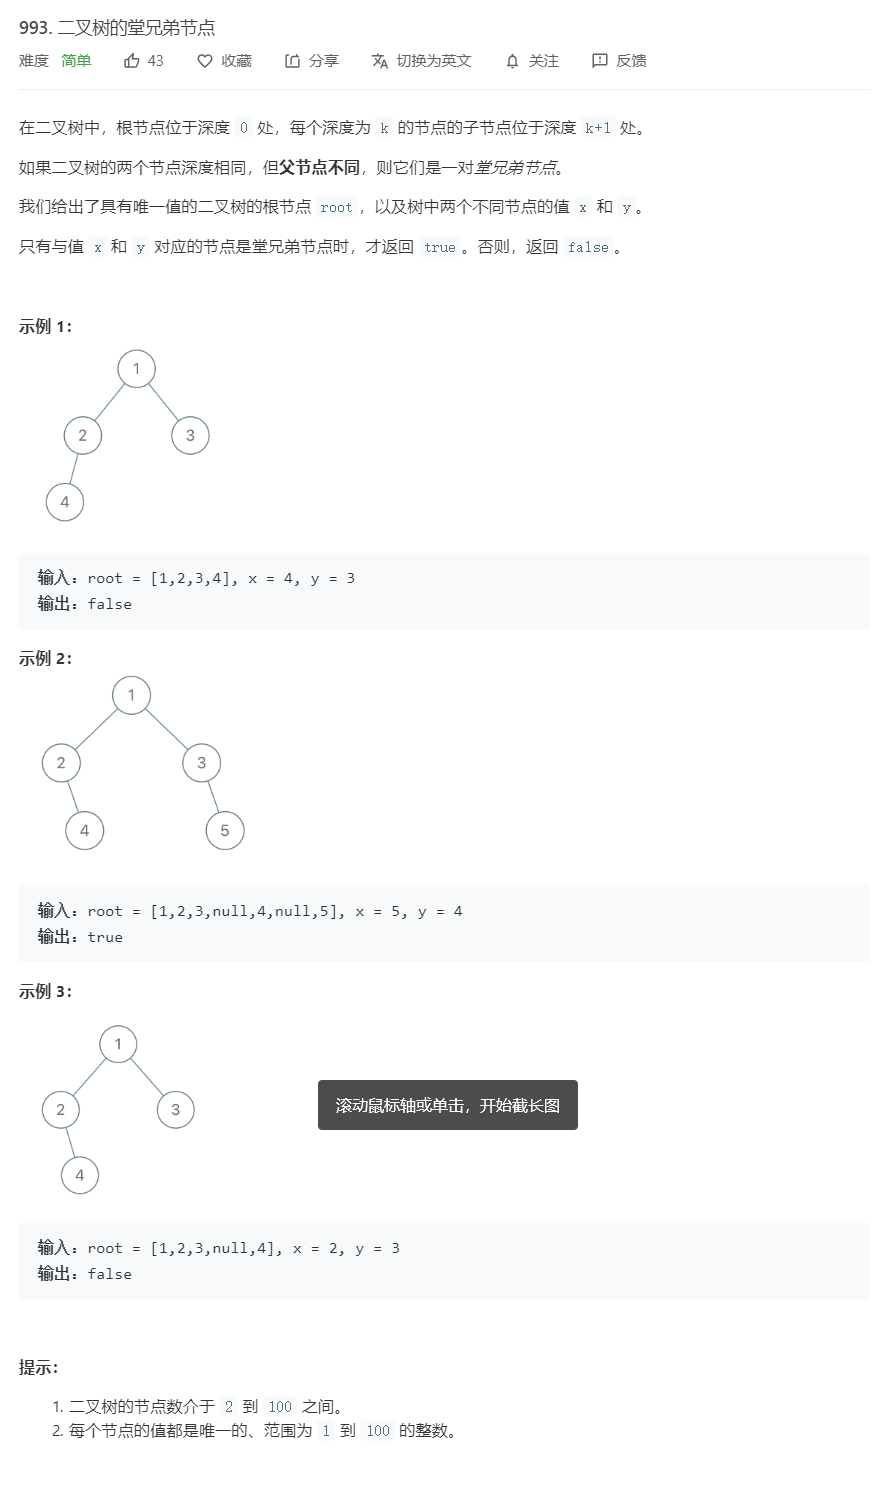 993. 二叉树的堂兄弟节点
难度 简单 43 收藏 分享 切换为英文 关注 反馈
在二叉树中，根节点位于深度 0 处，每个深度为 k 的节点的子节点位于深度 k+1 处。
如果二叉树的两个节点深度相同，但父节点不同，则它们是一对堂兄弟节点。
我们给出了具有唯一值的二叉树的根节点 root，以及树中两个不同节点的值 x 和 y。
只有与值 x 和 y 对应的节点是堂兄弟节点时，才返回 true。否则，返回 false。
示例 1：
1
2 3
4
输入：root = [1,2,3,4], x = 4, y = 3
输出：false
示例 2：
1
2 3
4 5
输入：root = [1,2,3,null,4,null,5], x = 5, y = 4
输出：true
示例 3：
1
2 3
滚动鼠标轴或单击，开始截长图
4
输入：root = [1,2,3,null,4], x = 2, y = 3
输出：false
提示：
1. 二叉树的节点数介于 2 到 100 之间。
2. 每个节点的值都是唯一的、范围为 1 到 100 的整数。